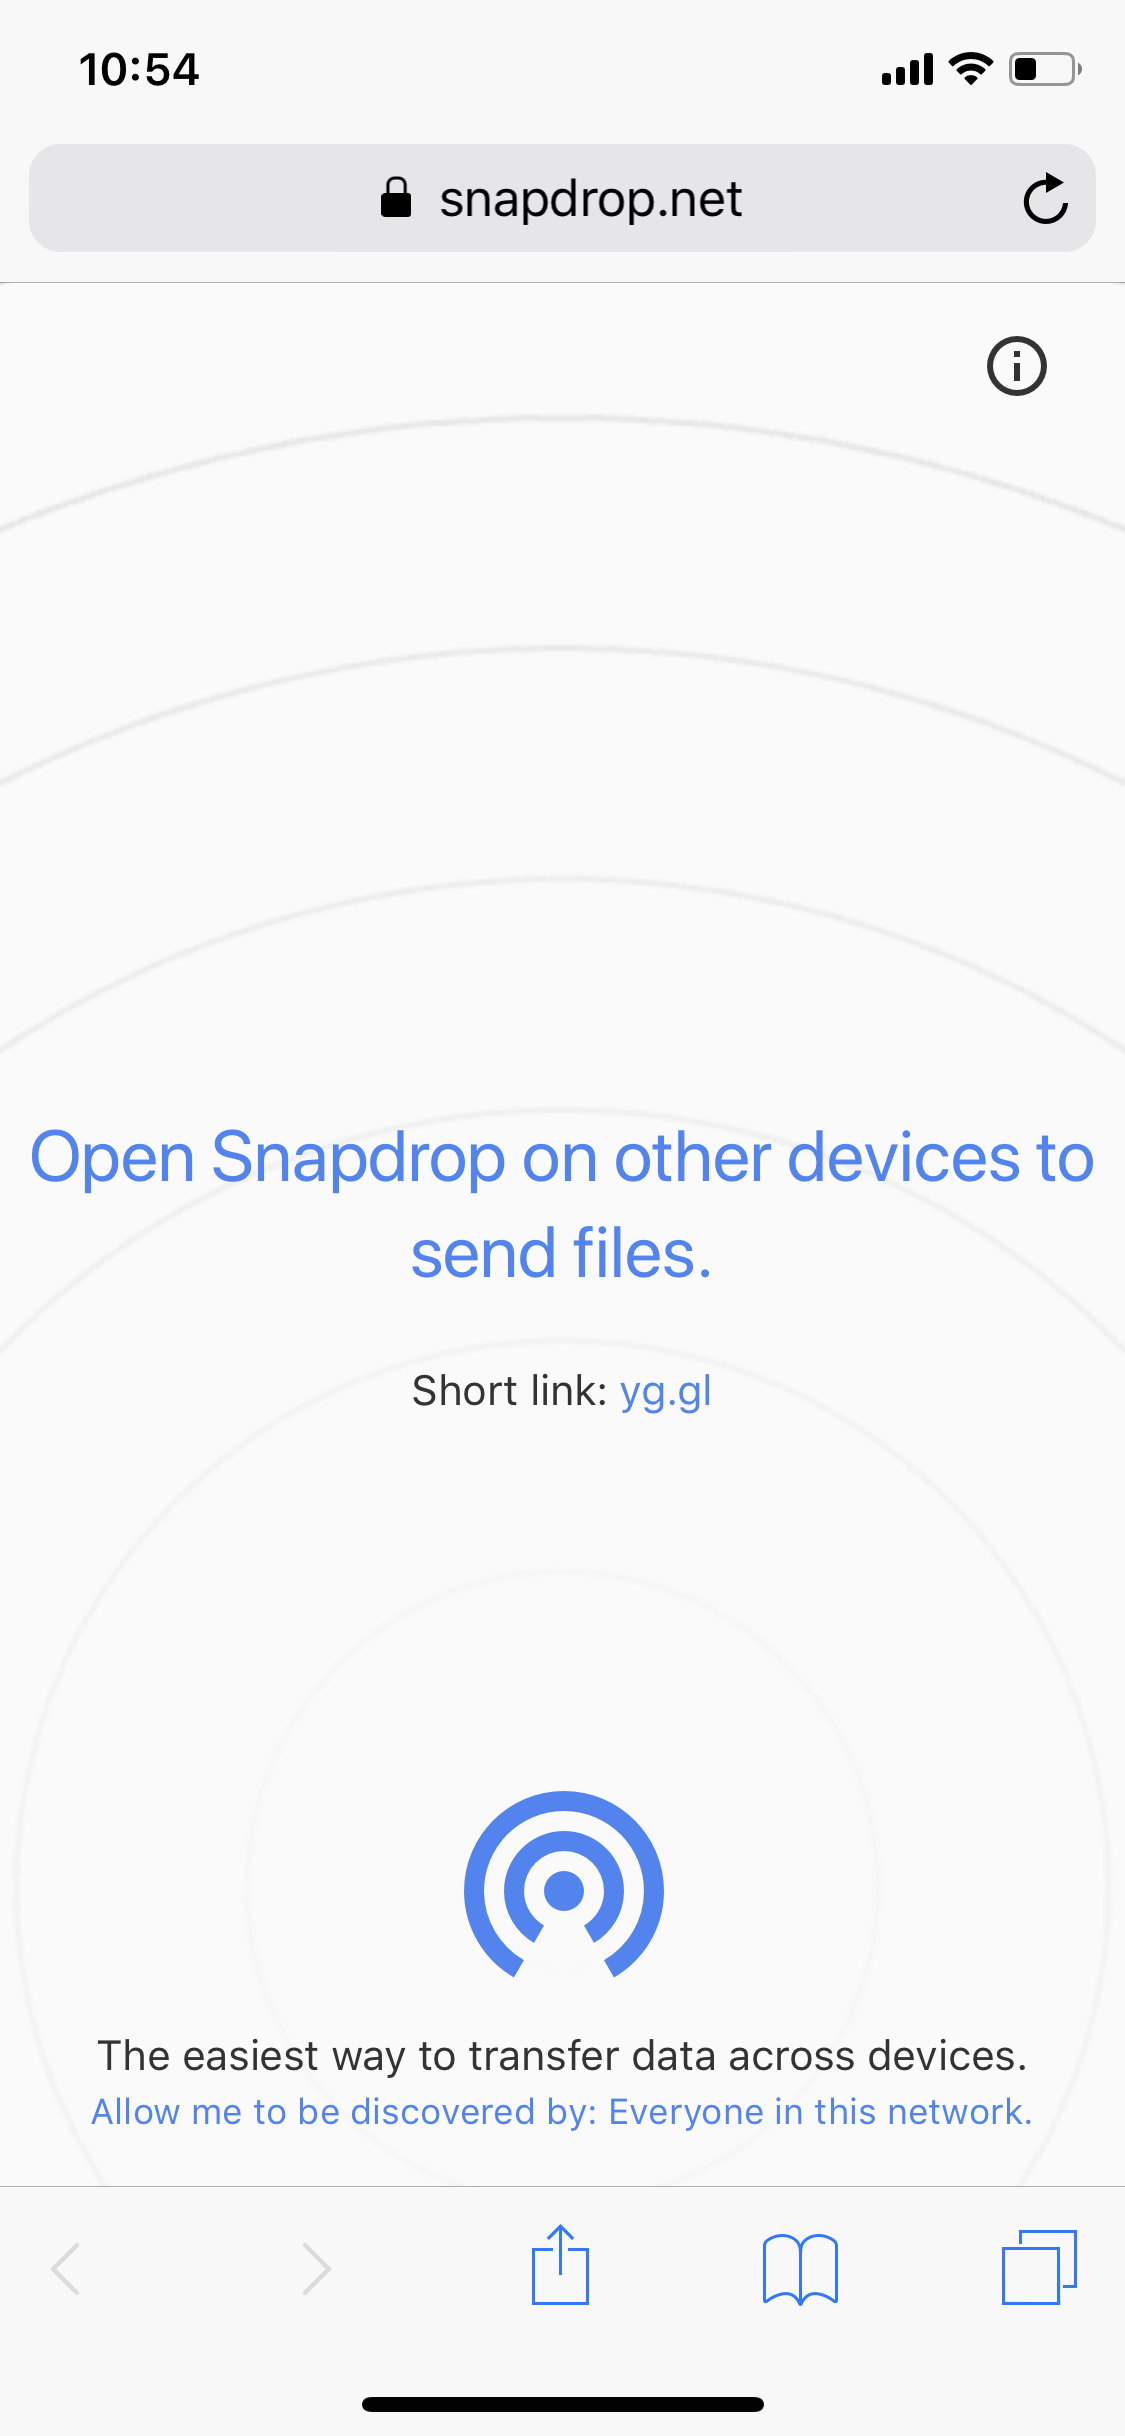 10:54
snapdrop.net
Open Snapdrop on other devices to
send files.
Short link: yg.gl
The easiest way to transfer data across devices.
Allow me to be discovered by: Everyone in this network.